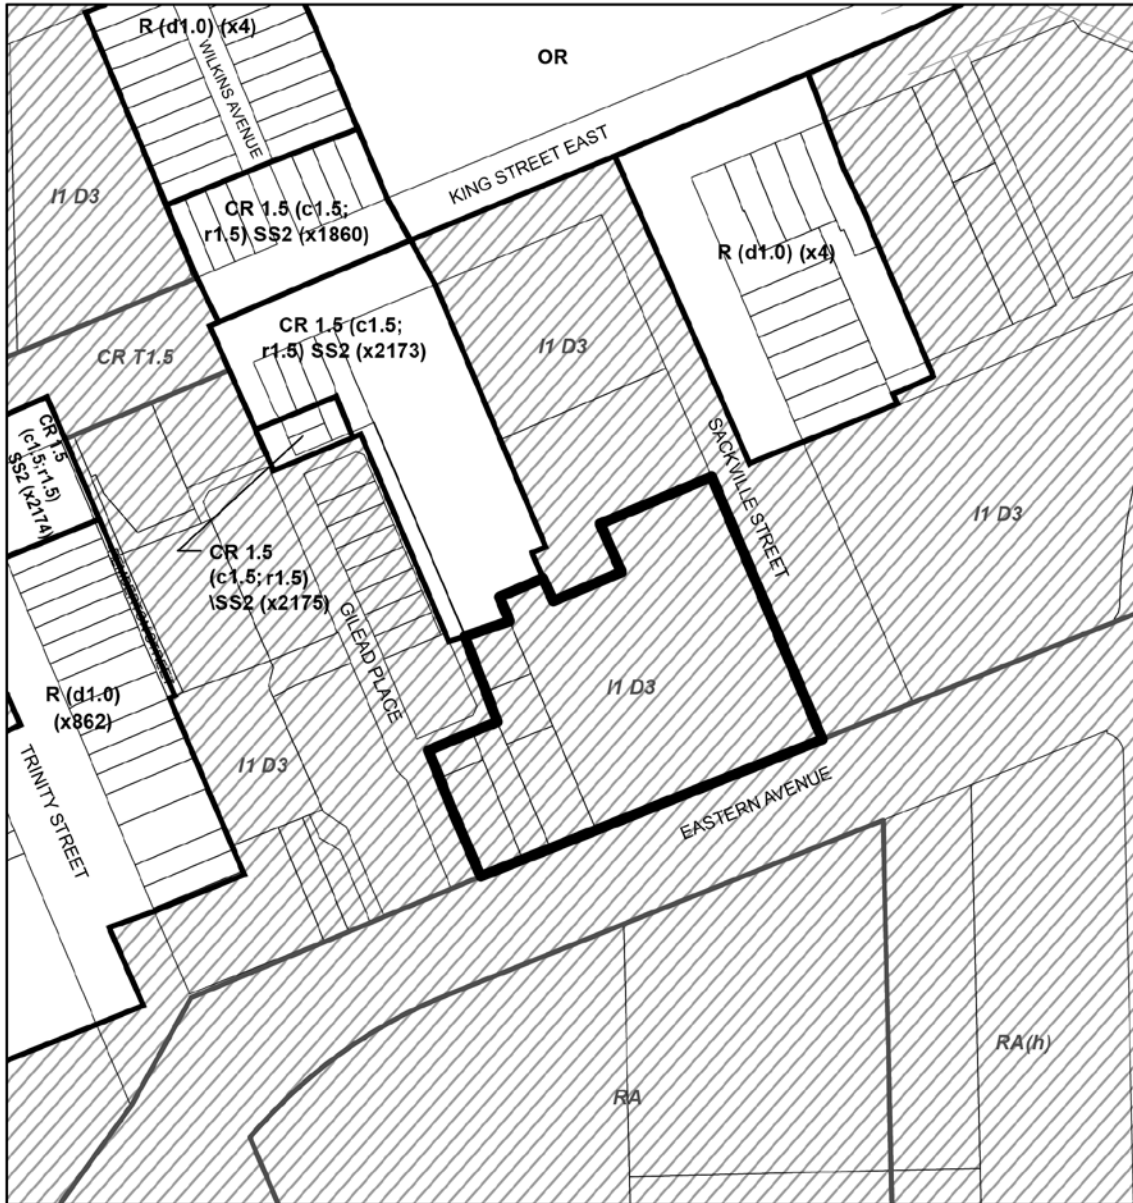 R (d1.0) (x4)
WILKINS AVENUE
OR
KING STREET EAST
I1 D3
CR 1.5 (c1.5;
r1.5) SS2 (x1860)
R (d1.0) (x4)
CR T1.5
CR 1.5 (c1.5;
r1.5) SS2 (x2173)
I1 D3
CR 1.5
(c1.5; r1.5)
SS2 (x2174)
SACKVILLE STREET
I1 D3
CR 1.5
(c1.5; r1.5)
\SS2 (x2175)
GILEAD PLACE
R (d1.0)
(x862)
I1 D3
I1 D3
TRINITY STREET
EASTERN AVENUE
RA(h)
RA